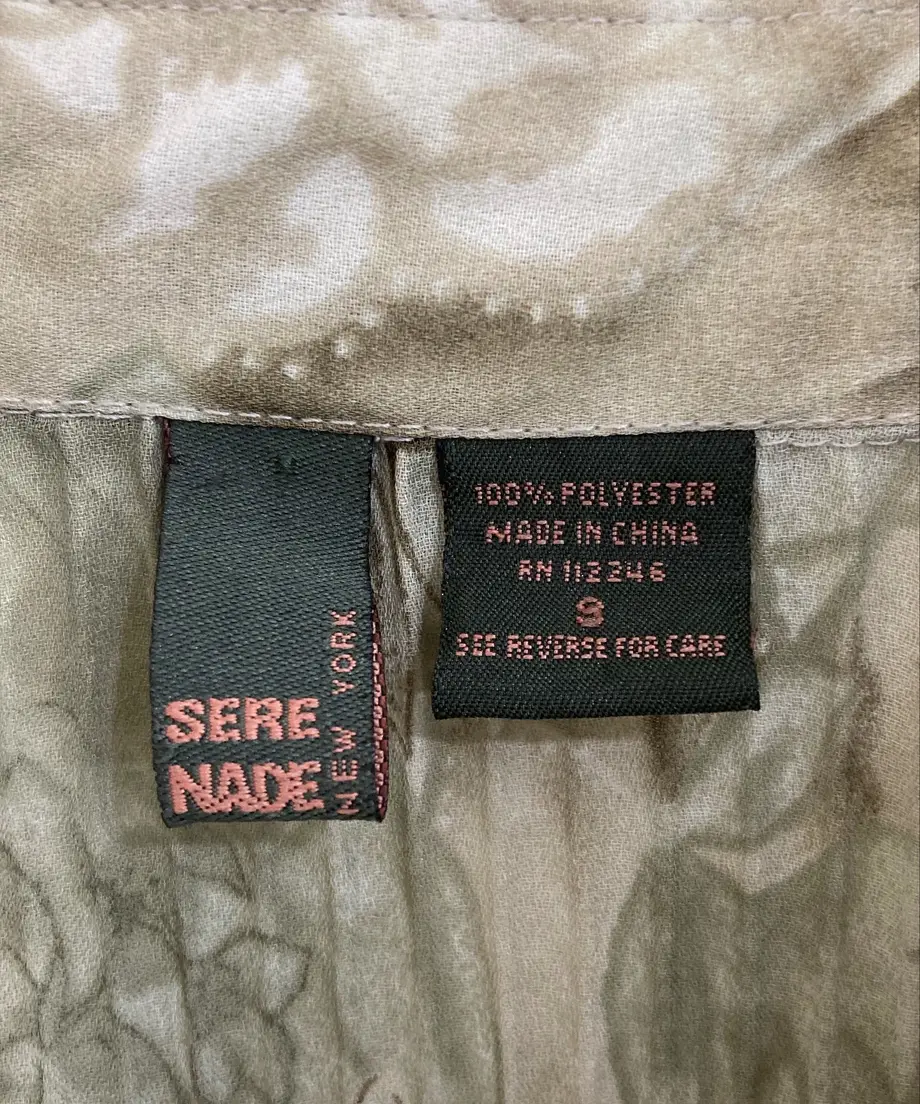 SERE
NADE
NEW YORK
100% POLYESTER
MADE IN CHINA
RN 112246
S
SEE REVERSE FOR CARE